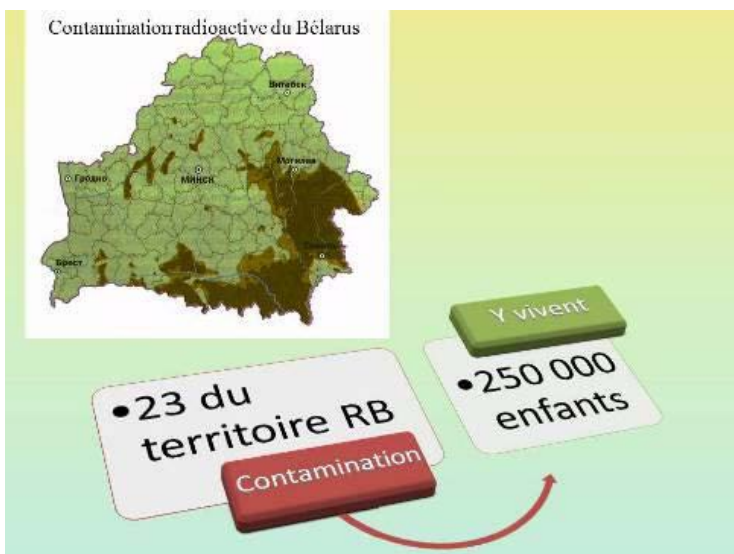 Contamination radioactive du Bélarus
Витебск
Могилев
Гродно
МИНСК
Брест
Y vivent
•250 000
enfants
•23 du
territoire RB
Contamination